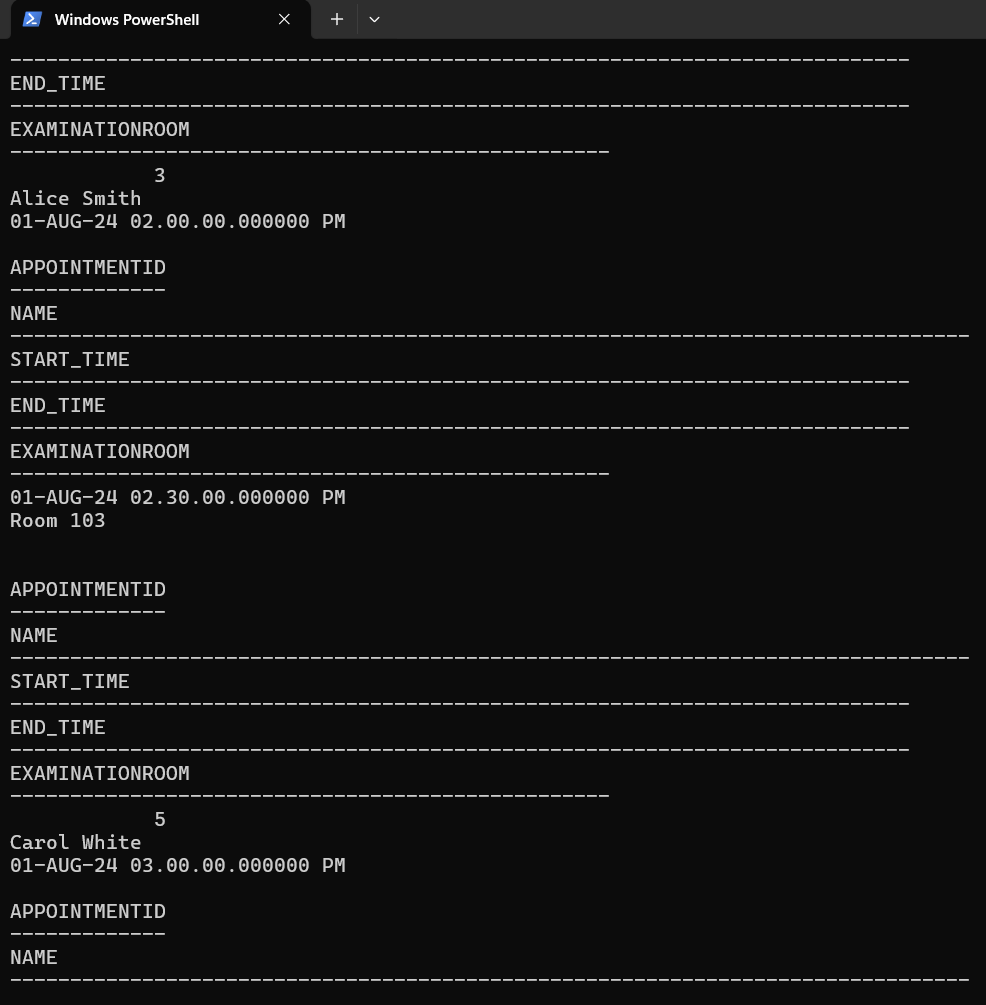 Windows PowerShell
---------------------------------------------------------------------------
END_TIME
---------------------------------------------------------------------------
EXAMINATIONROOM
--------------------------------------------------
            3
Alice Smith
01-AUG-24 02.00.00.000000 PM
APPOINTMENTID
-------------
NAME
--------------------------------------------------------------------------------
START_TIME
---------------------------------------------------------------------------
END_TIME
---------------------------------------------------------------------------
EXAMINATIONROOM
--------------------------------------------------
01-AUG-24 02.30.00.000000 PM
Room 103
APPOINTMENTID
-------------
NAME
--------------------------------------------------------------------------------
START_TIME
---------------------------------------------------------------------------
END_TIME
---------------------------------------------------------------------------
EXAMINATIONROOM
--------------------------------------------------
            5
Carol White
01-AUG-24 03.00.00.000000 PM
APPOINTMENTID
-------------
NAME
--------------------------------------------------------------------------------